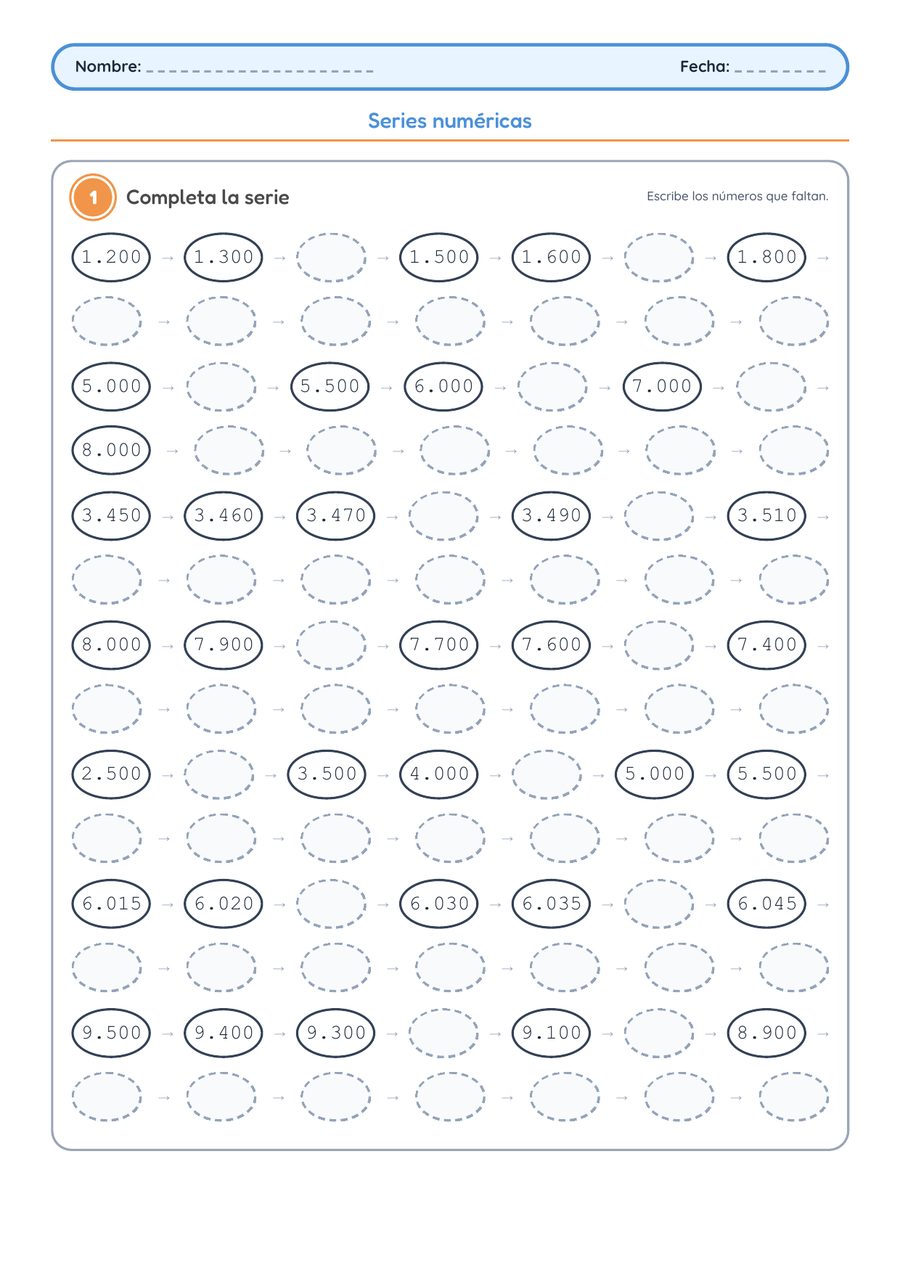 Nombre: Fecha:
Series numéricas
1 Completa la serie Escribe los números que faltan.
1.200 → 1.300 → → 1.500 → 1.600 → → 1.800 →
→ → → → → →
5.000 → → 5.500 → 6.000 → → 7.000 → →
8.000 → → → → → →
3.450 → 3.460 → 3.470 → → 3.490 → → 3.510 →
→ → → → → →
8.000 → 7.900 → → 7.700 → 7.600 → → 7.400 →
→ → → → → →
2.500 → → 3.500 → 4.000 → → 5.000 → 5.500 →
→ → → → → →
6.015 → 6.020 → → 6.030 → 6.035 → → 6.045 →
→ → → → → →
9.500 → 9.400 → 9.300 → → 9.100 → → 8.900 →
→ → → → → →